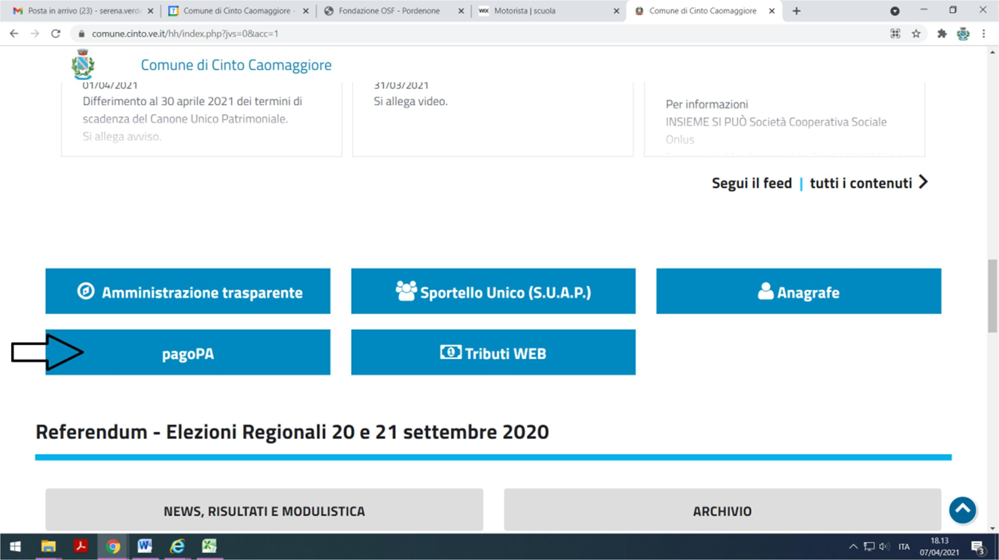 Posta in arrivo (23) - serena.verde
Comune di Cinto Caomaggiore -
Fondazione OSF - Pordenone
WIX Motorista | scuola
Comune di Cinto Caomaggiore
comune.cinto.ve.it/hh/index.php?jvs=0&acc=1
Comune di Cinto Caomaggiore
01/04/2021
Differimento al 30 aprile 2021 dei termini di
scadenza del Canone Unico Patrimoniale.
Si allega avviso.
31/03/2021
Si allega video.
Per informazioni
INSIEME SI PUÒ Società Cooperativa Sociale
Onlus
Segui il feed | tutti i contenuti
Amministrazione trasparente
Sportello Unico (S.U.A.P.)
Anagrafe
pagoPA
Tributi WEB
Referendum - Elezioni Regionali 20 e 21 settembre 2020
NEWS, RISULTATI E MODULISTICA
ARCHIVIO
ITA
18.13
07/04/2021
3